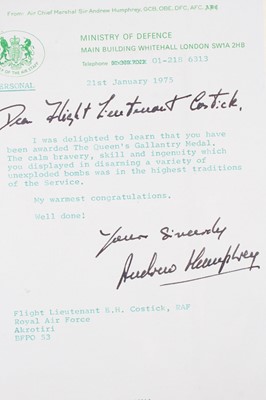 From: Air Chief Marshal Sir Andrew Humphrey, GCB, OBE, DFC, AFC, ADC
MINISTRY OF DEFENCE
MAIN BUILDING WHITEHALL LONDON SW1A 2HB
Telephone 01-218 6313
PERSONAL
21st January 1975
Dear Flight Lieutenant Costick,
I was delighted to learn that you have
been awarded The Queen's Gallantry Medal.
The calm bravery, skill and ingenuity which
you displayed in disarming a variety of
unexploded bombs was in the highest traditions
of the Service.
My warmest congratulations.
Well done!
Yours Sincerely
Andrew Humphrey
Flight Lieutenant Costick, RAF
Royal Air Force
Akrotiri
BFPO 53